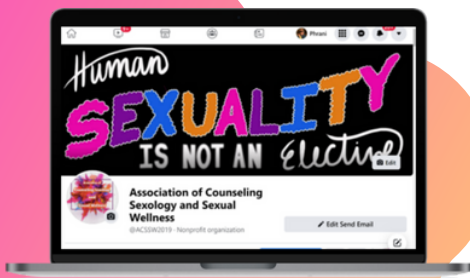 Phrani
Human
SEXUALITY
IS NOT AN Elective
Edit
Association of Counseling
Sexology and Sexual
Wellness
@ACSSW2019 · Nonprofit organization
Edit Send Email